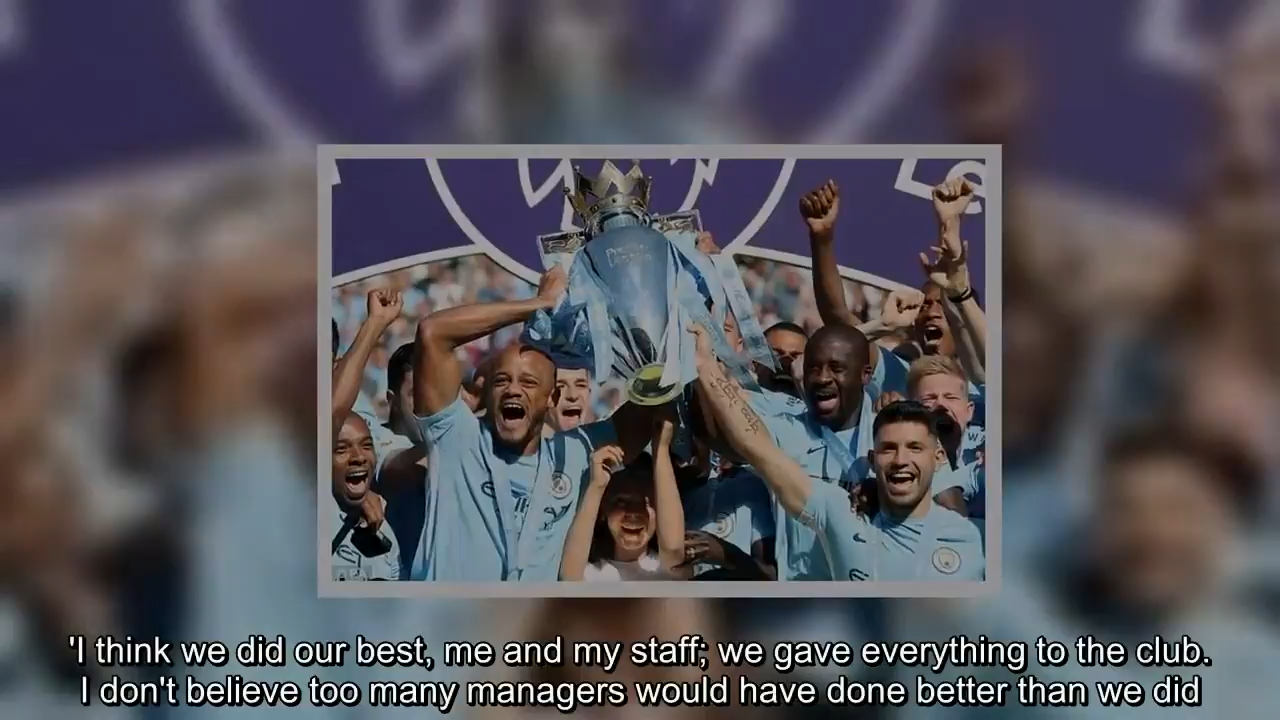 'I think we did our best, me and my staff; we gave everything to the club.
I don't believe too many managers would have done better than we did